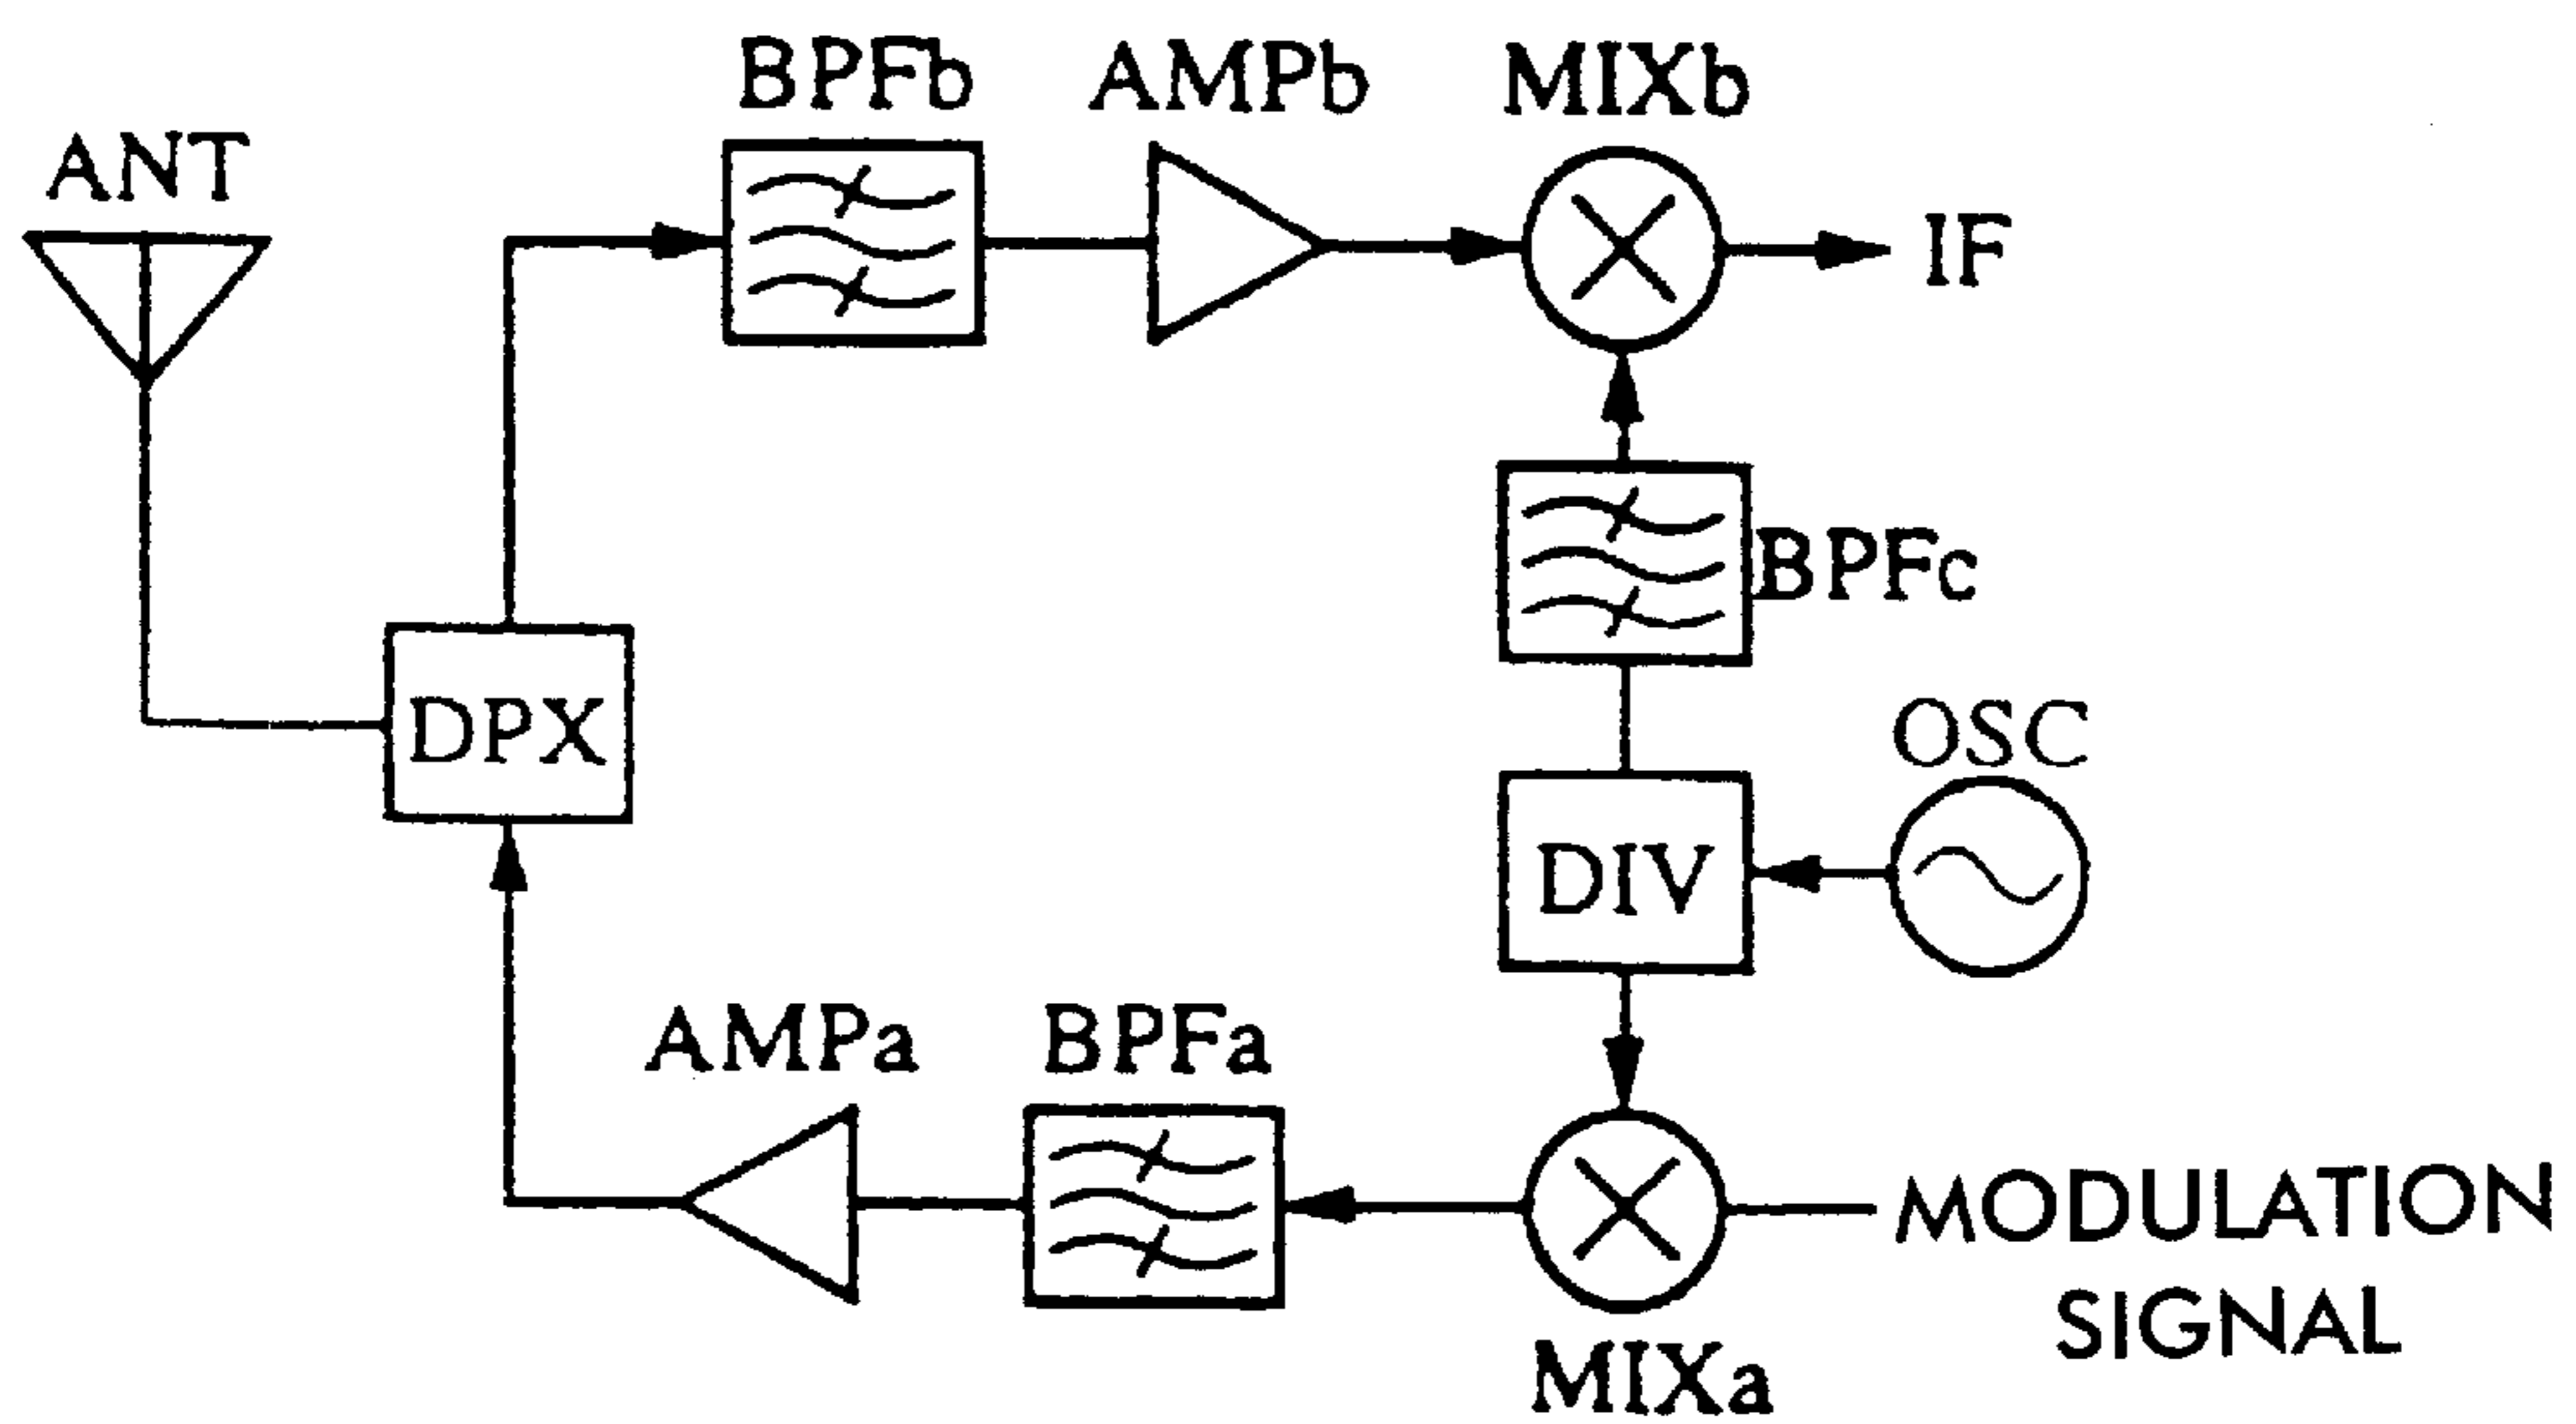 BPFb
AMPb
MIXb
ANT
IF
BPFc
DPX
OSC
DIV
AMPa
BPFa
MODULATION
SIGNAL
MIXa